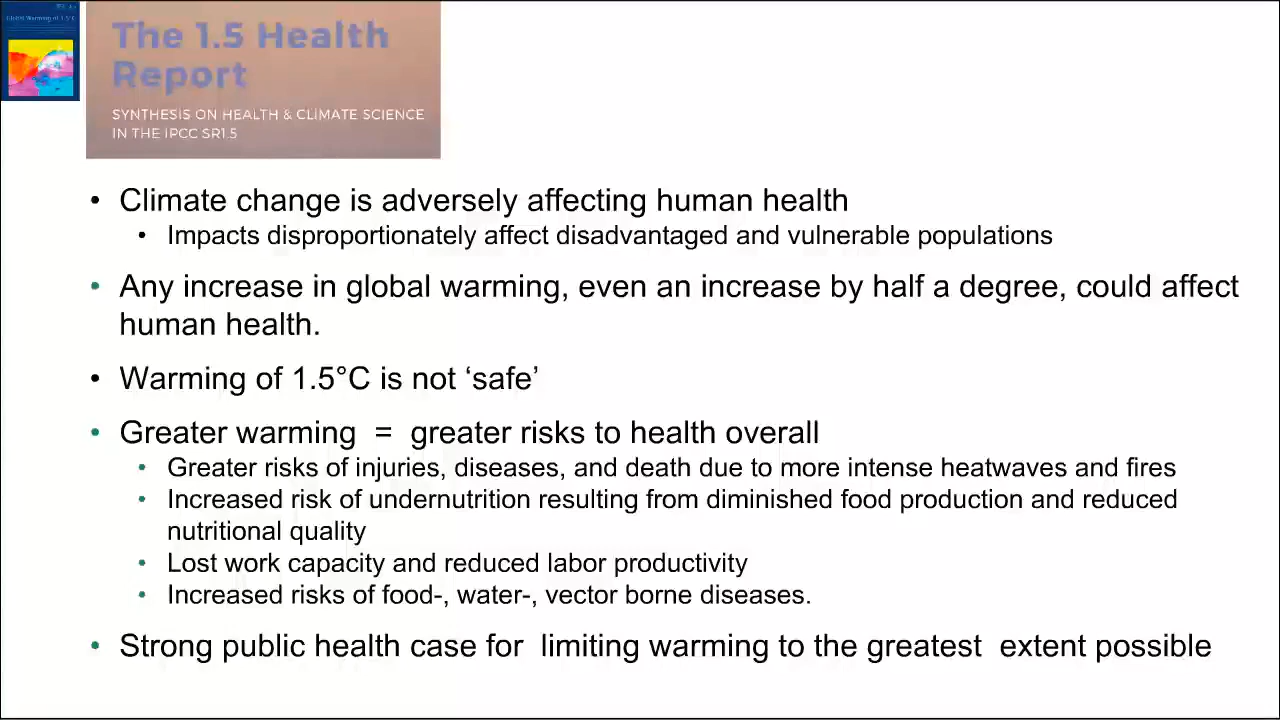 Global Warming of 1.5°C
The 1.5 Health
Report
SYNTHESIS ON HEALTH & CLIMATE SCIENCE
IN THE IPCC SR1.5
• Climate change is adversely affecting human health
• Impacts disproportionately affect disadvantaged and vulnerable populations
• Any increase in global warming, even an increase by half a degree, could affect
human health.
• Warming of 1.5°C is not ‘safe’
• Greater warming = greater risks to health overall
• Greater risks of injuries, diseases, and death due to more intense heatwaves and fires
• Increased risk of undernutrition resulting from diminished food production and reduced
nutritional quality
• Lost work capacity and reduced labor productivity
• Increased risks of food-, water-, vector borne diseases.
• Strong public health case for limiting warming to the greatest extent possible